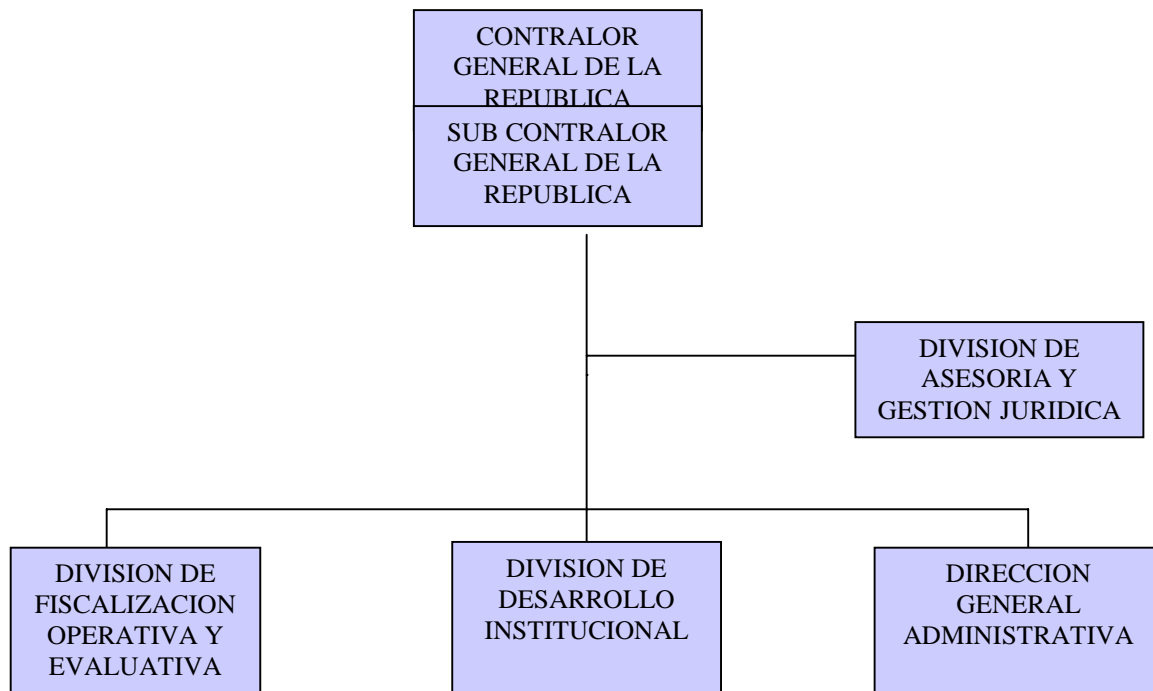 CONTRALOR
GENERAL DE LA
REPUBLICA
SUB CONTRALOR
GENERAL DE LA
REPUBLICA
DIVISION DE
ASESORIA Y
GESTION JURIDICA
DIVISION DE
FISCALIZACION
OPERATIVA Y
EVALUATIVA
DIVISION DE
DESARROLLO
INSTITUCIONAL
DIRECCION
GENERAL
ADMINISTRATIVA